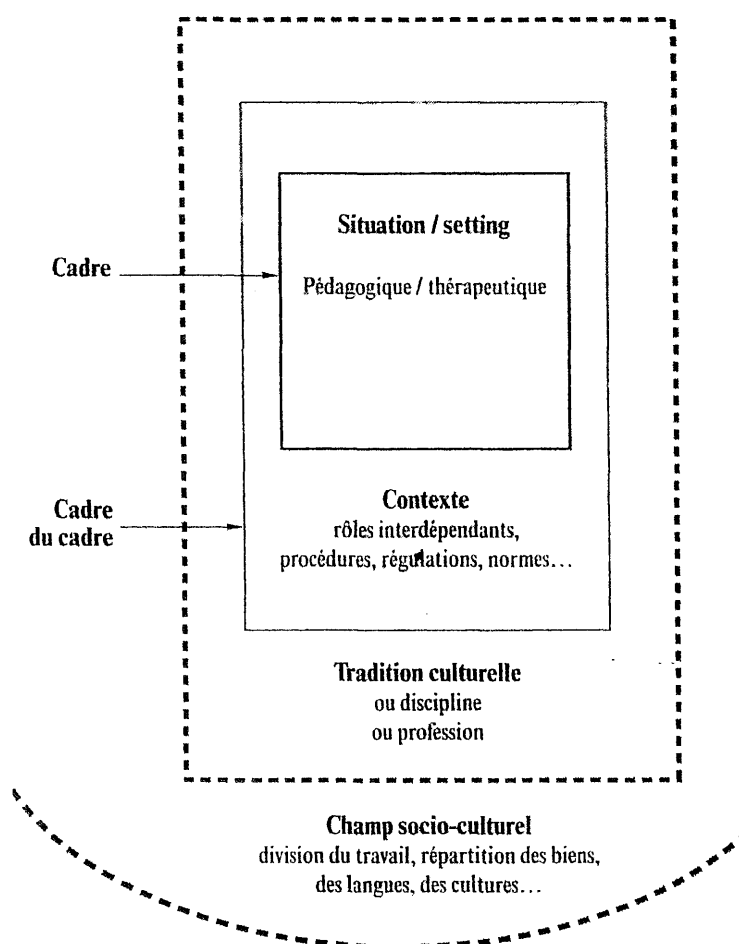 Situation / setting
Cadre
Pédagogique / thérapeutique
Cadre
du cadre
Contexte
rôles interdépendants,
procédures, régulations, normes...
Tradition culturelle
ou discipline
ou profession
Champ socio-culturel
division du travail, répartition des biens,
des langues, des cultures...